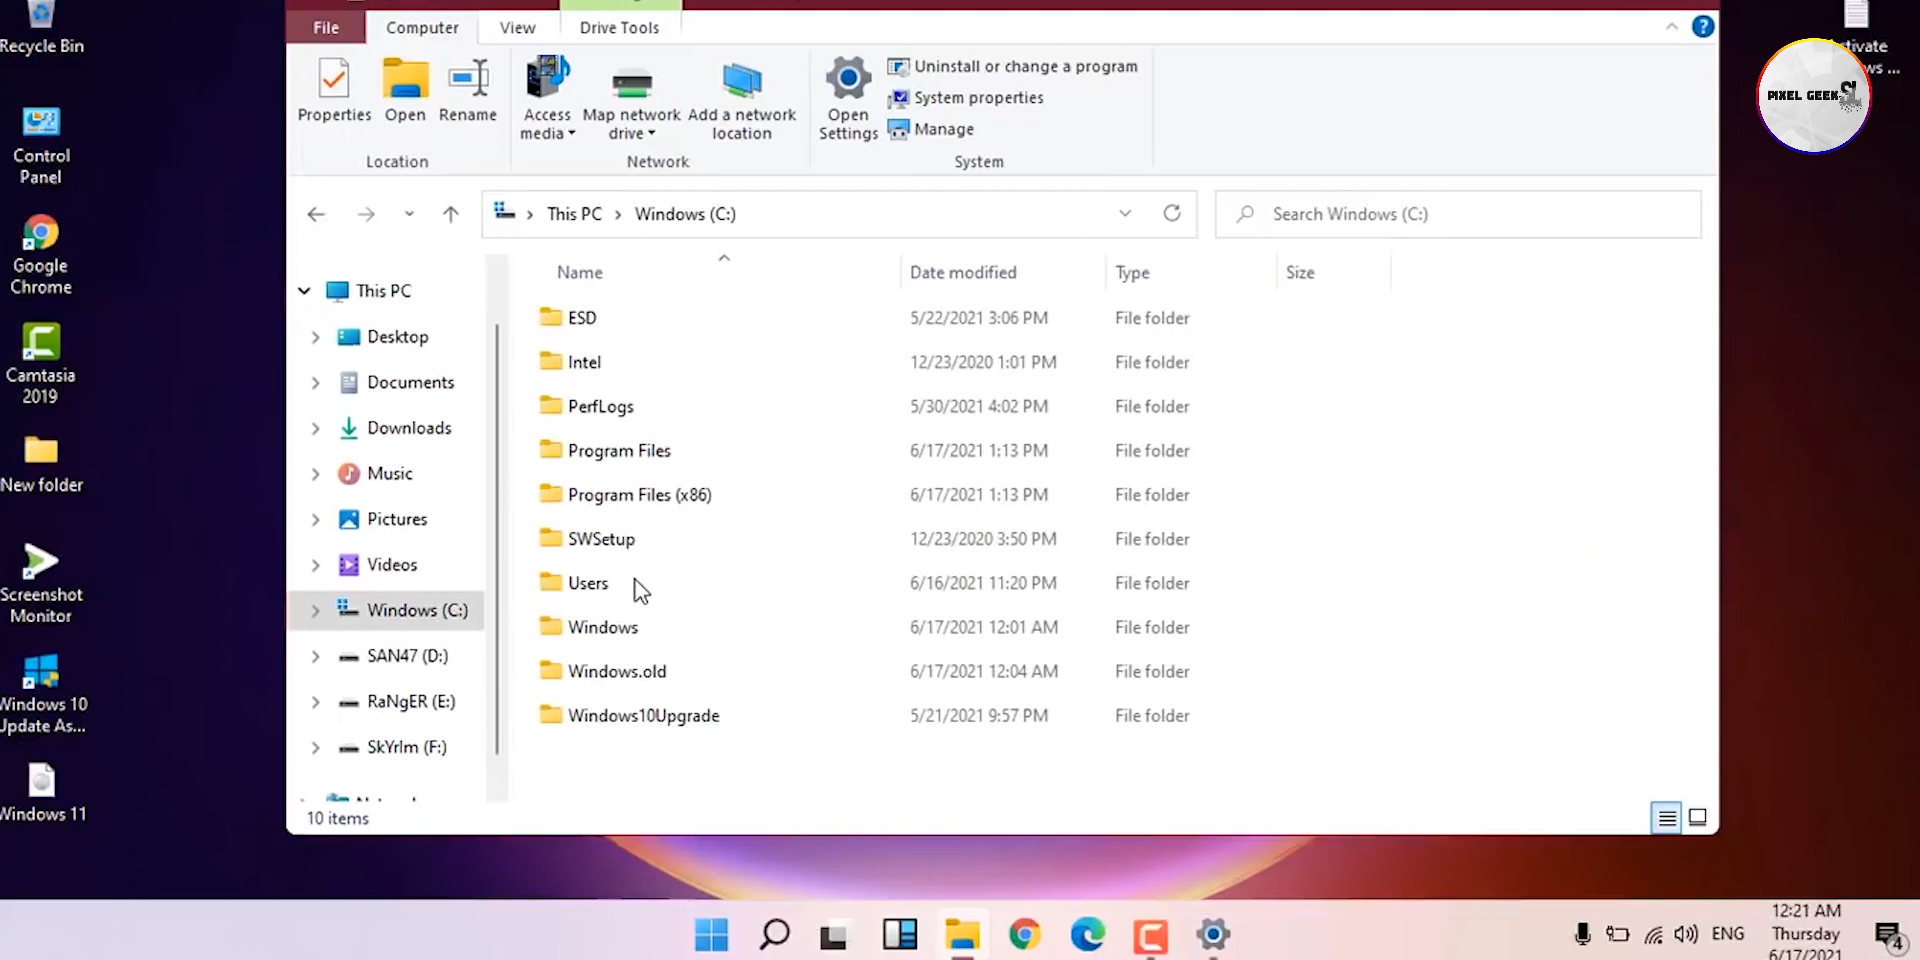 Recycle Bin
Control
Panel
Google
Chrome
Camtasia
2019
New folder
Screenshot
Monitor
Windows 10
Update As...
Windows 11
File
Computer
View
Drive Tools
Properties
Open
Rename
Location
Access
media
Map network
drive
Add a network
location
Network
Open
Settings
Uninstall or change a program
System properties
Manage
System
This PC > Windows (C:)
Search Windows (C:)
This PC
Desktop
Documents
Downloads
Music
Pictures
Videos
Windows (C:)
SAN47 (D:)
RaNgER (E:)
SkYrIm (F:)
Name Date modified Type Size
ESD 5/22/2021 3:06 PM File folder
Intel 12/23/2020 1:01 PM File folder
PerfLogs 5/30/2021 4:02 PM File folder
Program Files 6/17/2021 1:13 PM File folder
Program Files (x86) 6/17/2021 1:13 PM File folder
SWSetup 12/23/2020 3:50 PM File folder
Users 6/16/2021 11:20 PM File folder
Windows 6/17/2021 12:01 AM File folder
Windows.old 6/17/2021 12:04 AM File folder
Windows10Upgrade 5/21/2021 9:57 PM File folder
10 items
PIXEL GEEK
ENG
12:21 AM
Thursday
6/17/2021
4